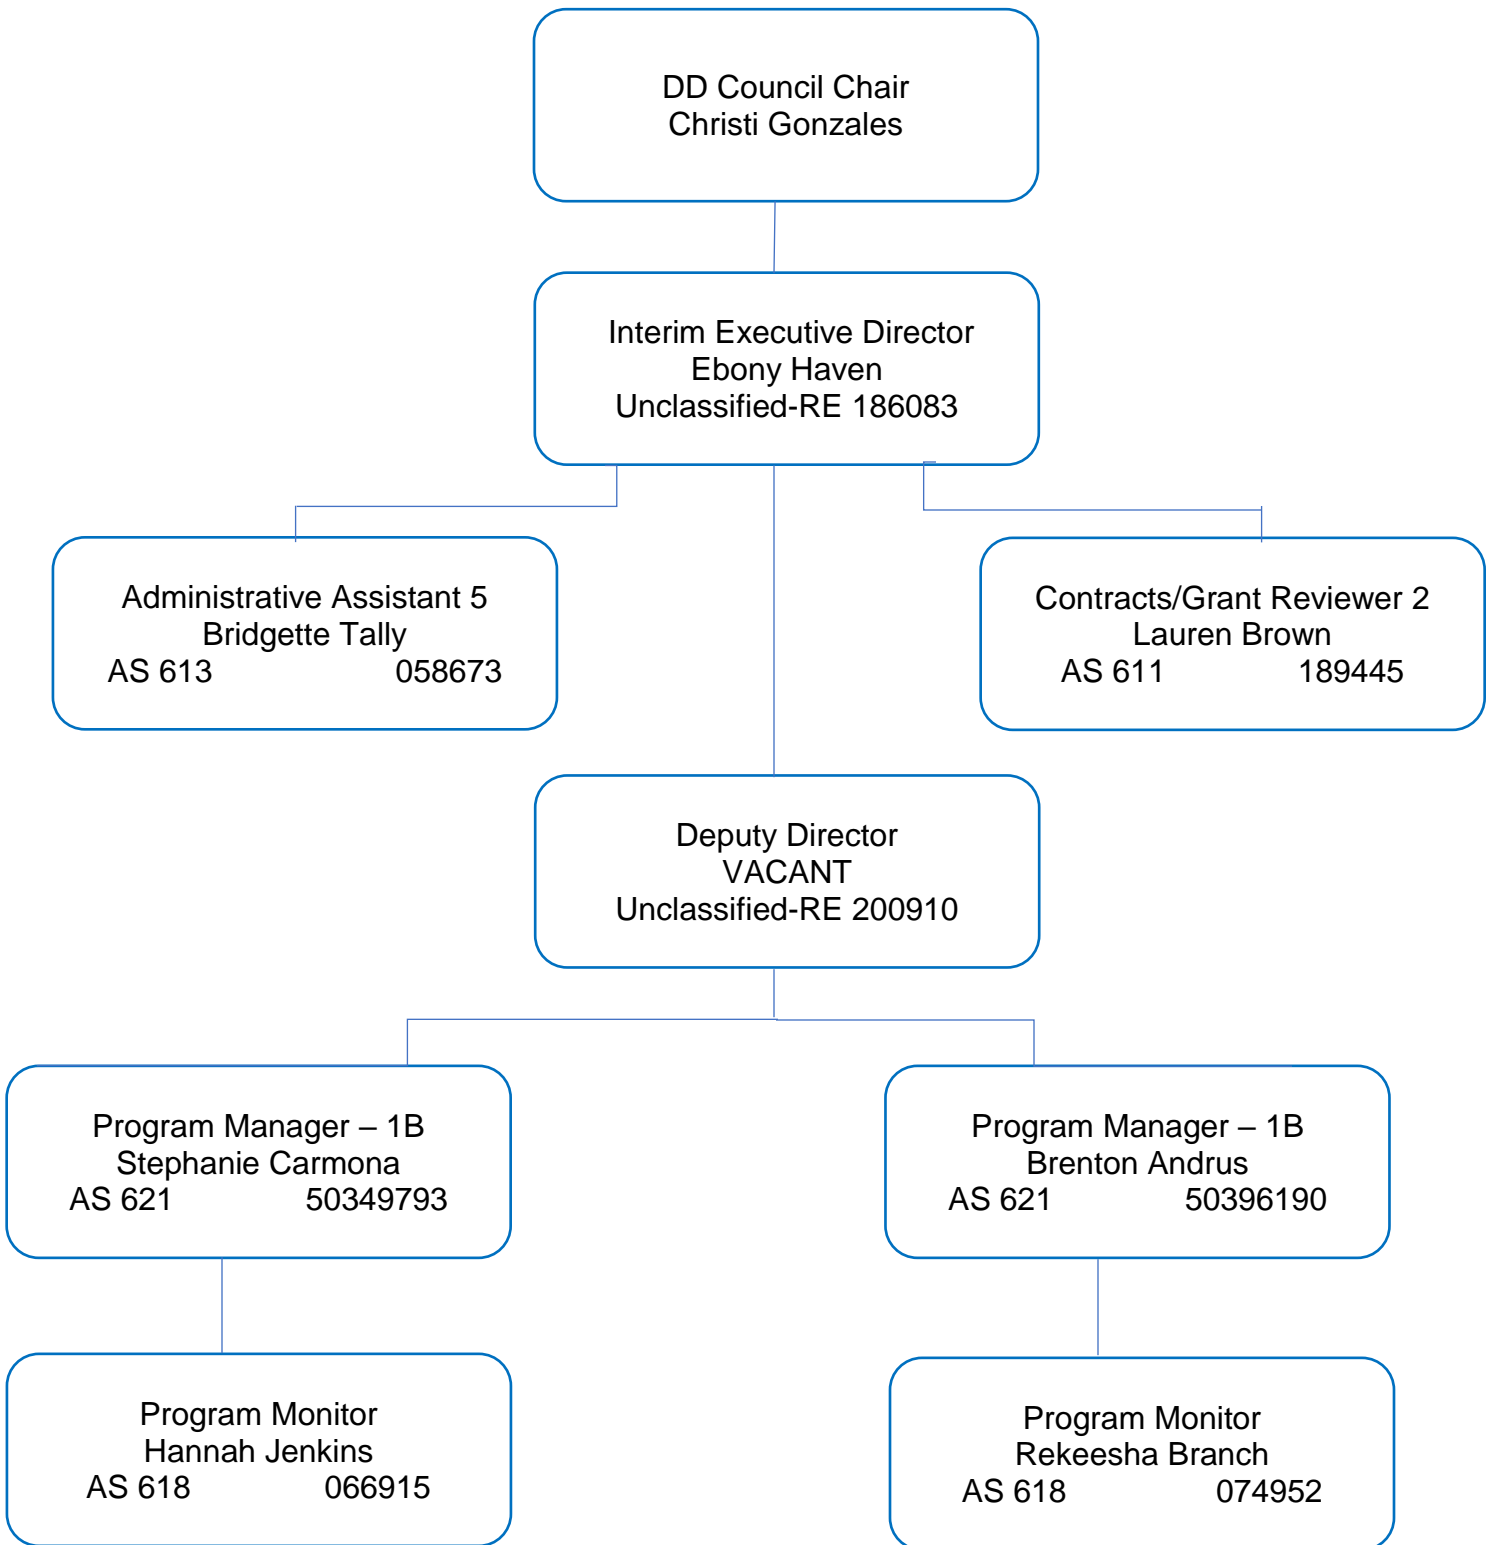 DD Council Chair
Christi Gonzales
Interim Executive Director
Ebony Haven
Unclassified-RE 186083
Administrative Assistant 5
Bridgette Tally
AS 613 058673
Contracts/Grant Reviewer 2
Lauren Brown
AS 611 189445
Deputy Director
VACANT
Unclassified-RE 200910
Program Manager – 1B
Stephanie Carmona
AS 621 50349793
Program Manager – 1B
Brenton Andrus
AS 621 50396190
Program Monitor
Hannah Jenkins
AS 618 066915
Program Monitor
Rekeesha Branch
AS 618 074952